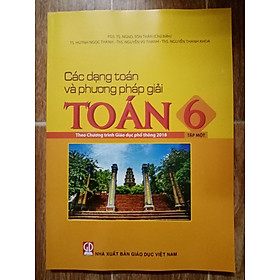 Các dạng toán
và phương pháp giải
TOÁN 6
Theo Chương trình Giáo dục phổ thông 2018
TẬP MỘT
NHÀ XUẤT BẢN GIÁO DỤC VIỆT NAM